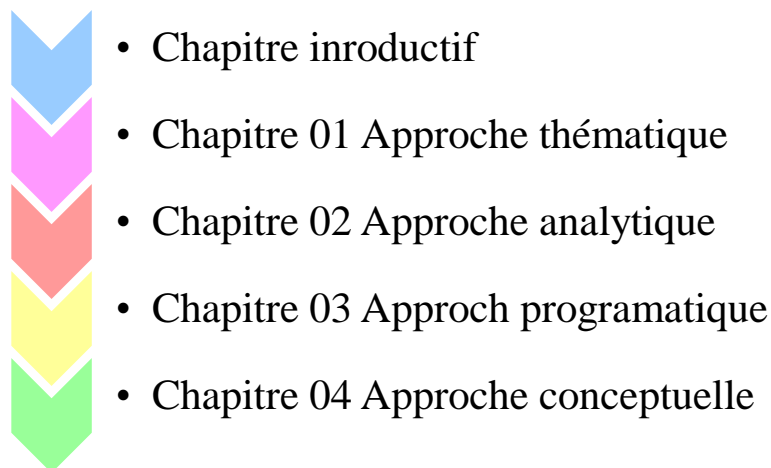 • Chapitre inroductif
• Chapitre 01 Approche thématique
• Chapitre 02 Approche analytique
• Chapitre 03 Approch programatique
• Chapitre 04 Approche conceptuelle